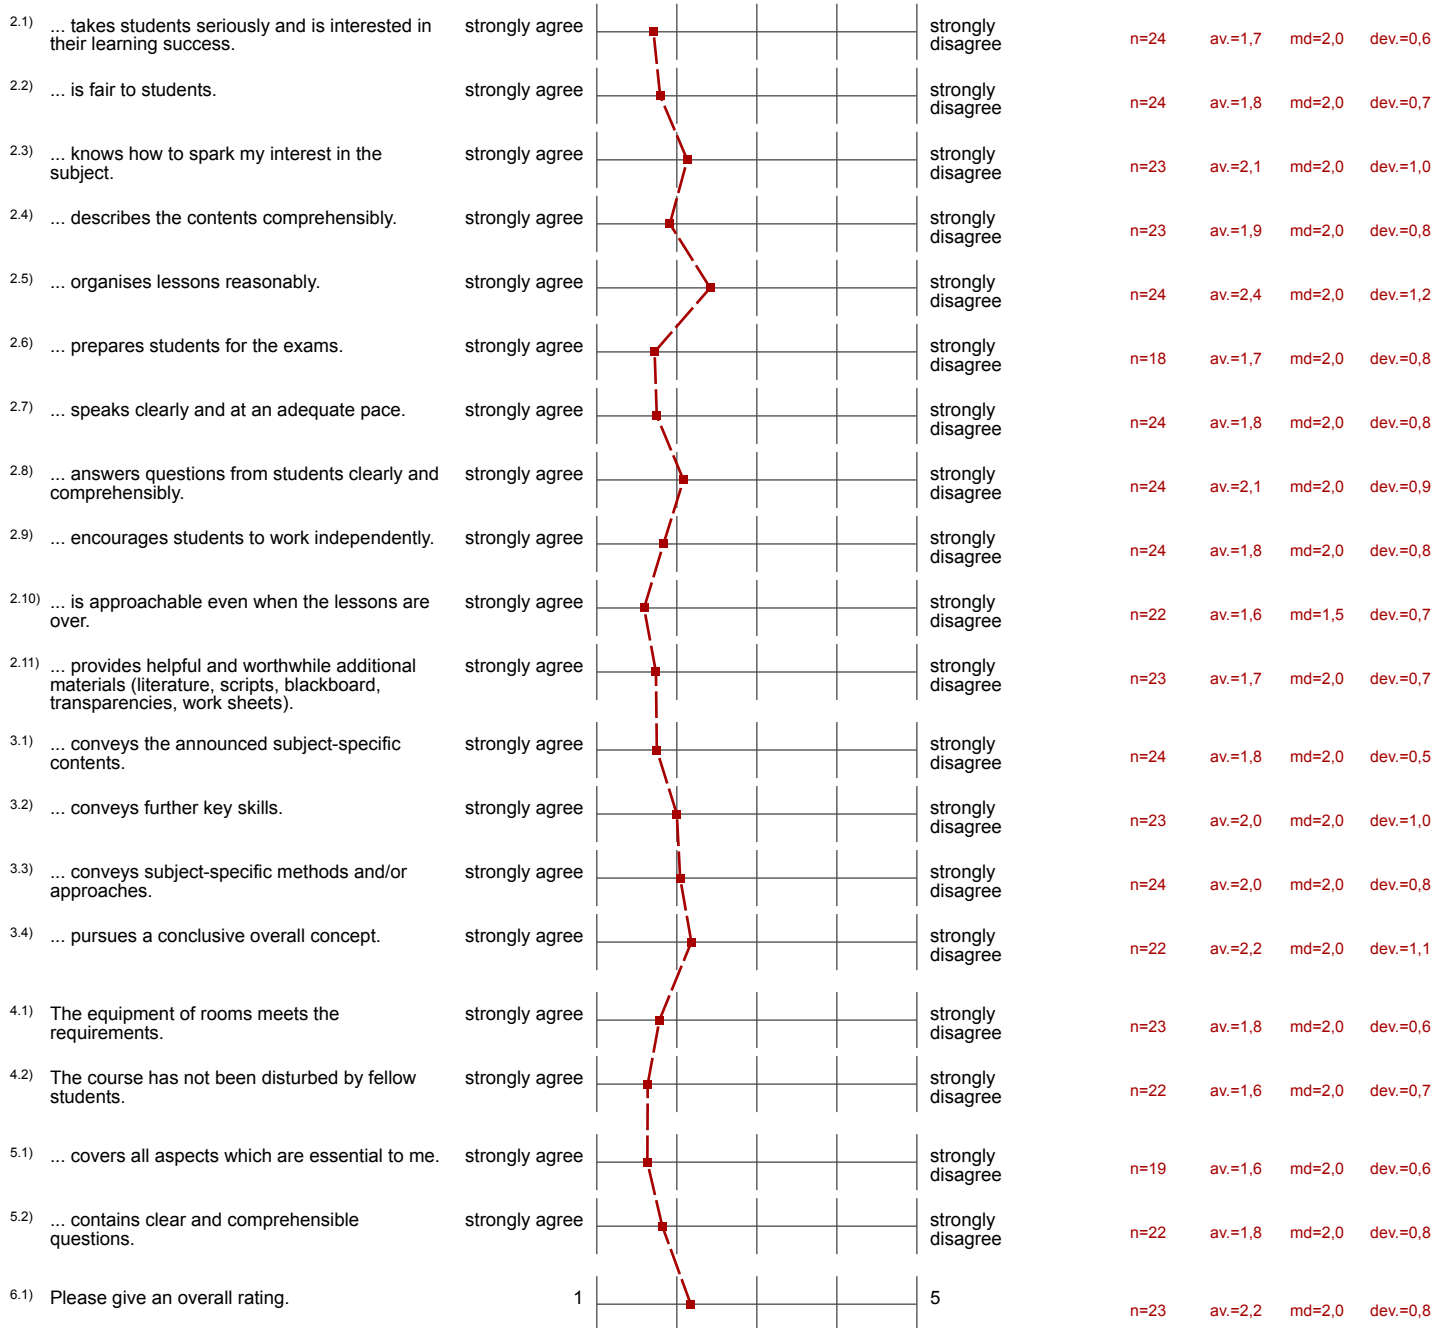 2.1) ... takes students seriously and is interested in their learning success. strongly agree strongly disagree n=24 av.=1,7 md=2,0 dev.=0,6
2.2) ... is fair to students. strongly agree strongly disagree n=24 av.=1,8 md=2,0 dev.=0,7
2.3) ... knows how to spark my interest in the subject. strongly agree strongly disagree n=23 av.=2,1 md=2,0 dev.=1,0
2.4) ... describes the contents comprehensibly. strongly agree strongly disagree n=23 av.=1,9 md=2,0 dev.=0,8
2.5) ... organises lessons reasonably. strongly agree strongly disagree n=24 av.=2,4 md=2,0 dev.=1,2
2.6) ... prepares students for the exams. strongly agree strongly disagree n=18 av.=1,7 md=2,0 dev.=0,8
2.7) ... speaks clearly and at an adequate pace. strongly agree strongly disagree n=24 av.=1,8 md=2,0 dev.=0,8
2.8) ... answers questions from students clearly and comprehensibly. strongly agree strongly disagree n=24 av.=2,1 md=2,0 dev.=0,9
2.9) ... encourages students to work independently. strongly agree strongly disagree n=24 av.=1,8 md=2,0 dev.=0,8
2.10) ... is approachable even when the lessons are over. strongly agree strongly disagree n=22 av.=1,6 md=1,5 dev.=0,7
2.11) ... provides helpful and worthwhile additional materials (literature, scripts, blackboard, transparencies, work sheets). strongly agree strongly disagree n=23 av.=1,7 md=2,0 dev.=0,7
3.1) ... conveys the announced subject-specific contents. strongly agree strongly disagree n=24 av.=1,8 md=2,0 dev.=0,5
3.2) ... conveys further key skills. strongly agree strongly disagree n=23 av.=2,0 md=2,0 dev.=1,0
3.3) ... conveys subject-specific methods and/or approaches. strongly agree strongly disagree n=24 av.=2,0 md=2,0 dev.=0,8
3.4) ... pursues a conclusive overall concept. strongly agree strongly disagree n=22 av.=2,2 md=2,0 dev.=1,1
4.1) The equipment of rooms meets the requirements. strongly agree strongly disagree n=23 av.=1,8 md=2,0 dev.=0,6
4.2) The course has not been disturbed by fellow students. strongly agree strongly disagree n=22 av.=1,6 md=2,0 dev.=0,7
5.1) ... covers all aspects which are essential to me. strongly agree strongly disagree n=19 av.=1,6 md=2,0 dev.=0,6
5.2) ... contains clear and comprehensible questions. strongly agree strongly disagree n=22 av.=1,8 md=2,0 dev.=0,8
6.1) Please give an overall rating. 1 5 n=23 av.=2,2 md=2,0 dev.=0,8